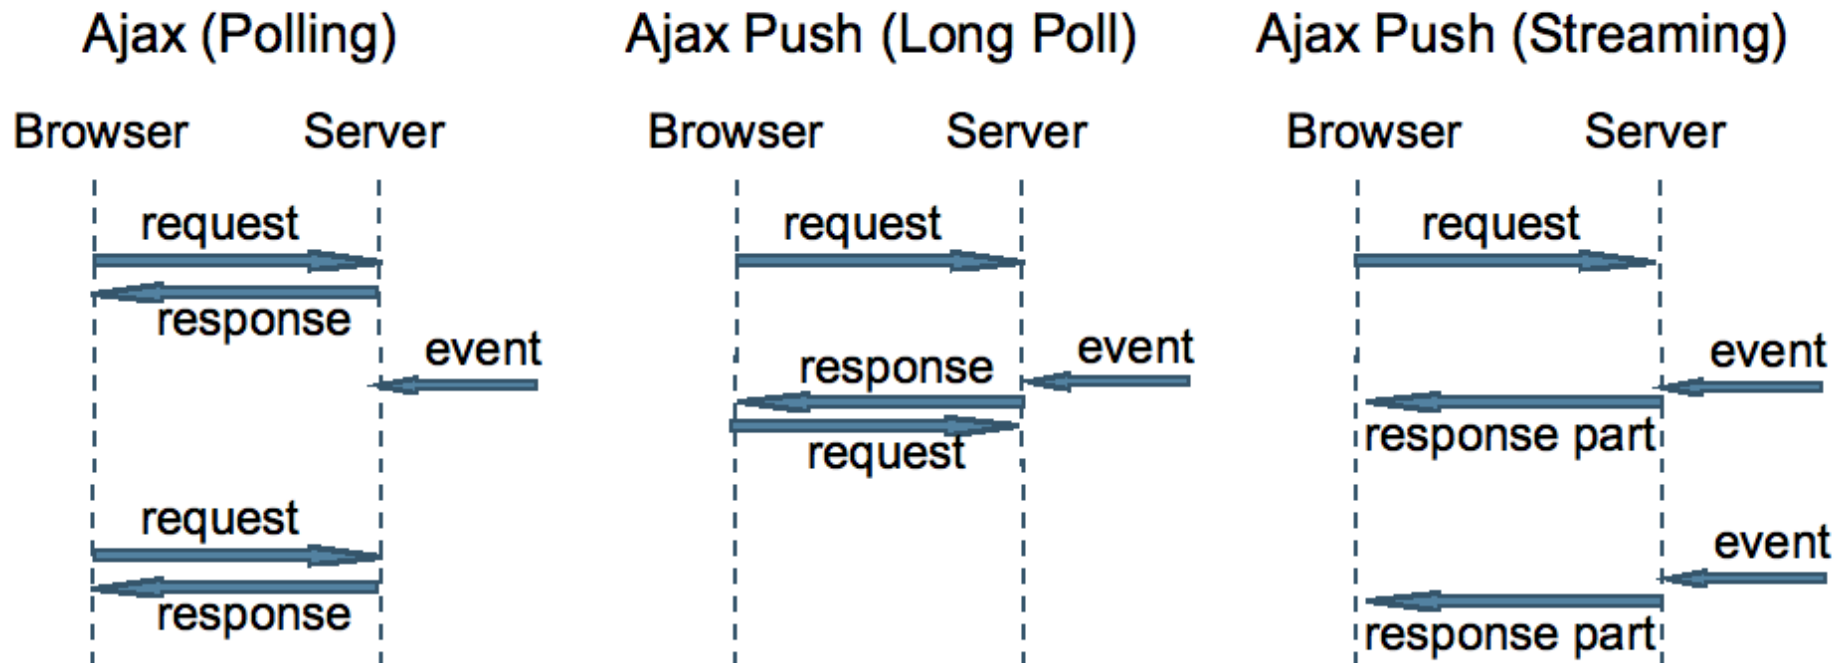 Ajax (Polling)
Browser Server
request
response
event
request
response
Ajax Push (Long Poll)
Browser Server
request
event
response
request
Ajax Push (Streaming)
Browser Server
request
event
response part
event
response part